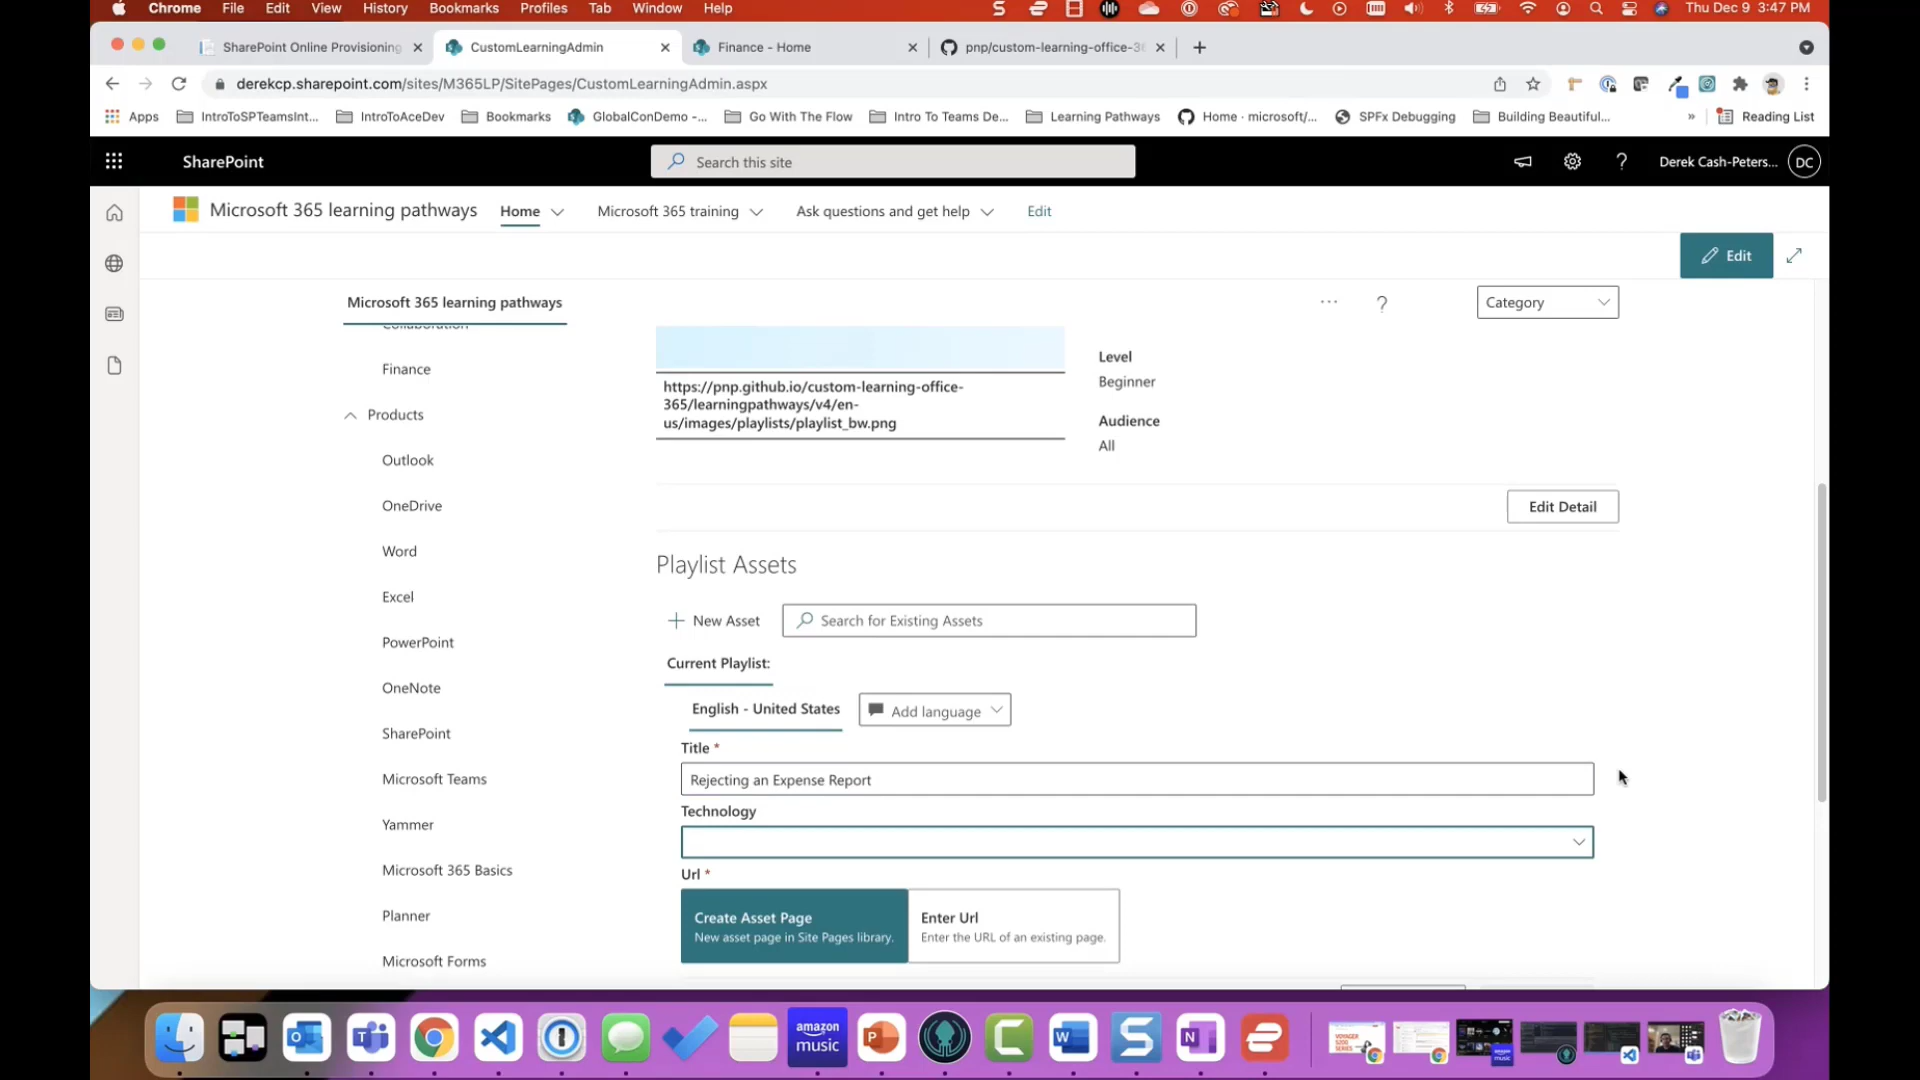 Chrome File Edit View History Bookmarks Profiles Tab Window Help Thu Dec 9 3:47 PM
SharePoint Online Provisioning CustomLearningAdmin Finance - Home pnp/custom-learning-office-36
derekcp.sharepoint.com/sites/M365LP/SitePages/CustomLearningAdmin.aspx
Apps IntroToSPTeamsInt... IntroToAceDev Bookmarks GlobalConDemo -... Go With The Flow Intro To Teams De... Learning Pathways Home · microsoft/... SPFx Debugging Building Beautiful... » Reading List
SharePoint Search this site ? Derek Cash-Peters... DC
Microsoft 365 learning pathways Home Microsoft 365 training Ask questions and get help Edit
Edit
Microsoft 365 learning pathways ... ? Category
Collaboration
Finance
Products
Outlook
OneDrive
Word
Excel
PowerPoint
OneNote
SharePoint
Microsoft Teams
Yammer
Microsoft 365 Basics
Planner
Microsoft Forms
https://pnp.github.io/custom-learning-office-
365/learningpathways/v4/en-
us/images/playlists/playlist_bw.png
Level
Beginner
Audience
All
Edit Detail
Playlist Assets
+ New Asset Search for Existing Assets
Current Playlist:
English - United States Add language
Title *
Rejecting an Expense Report
Technology
Url *
Create Asset Page
New asset page in Site Pages library.
Enter Url
Enter the URL of an existing page.
amazon
music